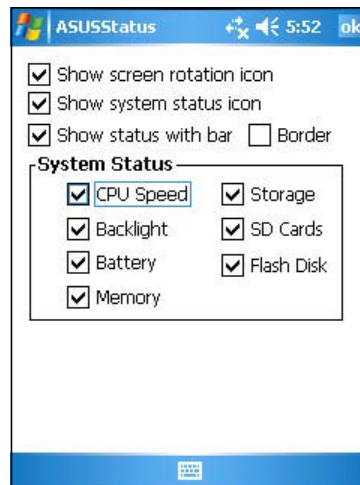 ASUSStatus 5:52 ok
Show screen rotation icon
Show system status icon
Show status with bar Border
System Status
CPU Speed Storage
Backlight SD Cards
Battery Flash Disk
Memory